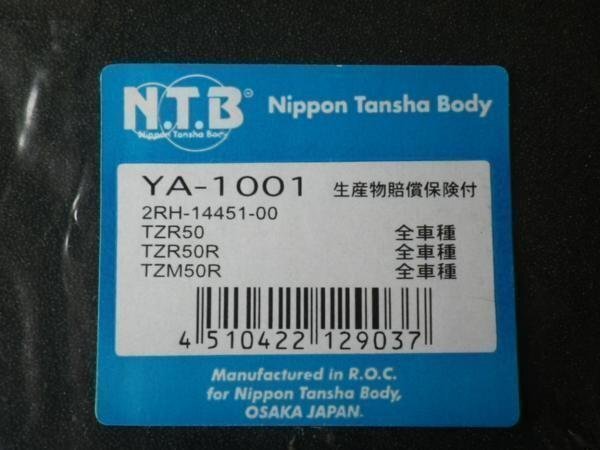 N.T.B
Nippon Tansha Body
Nippon Tansha Body
YA-1001 生産物賠償保険付
2RH-14451-00
TZR50 全車種
TZR50R 全車種
TZM50R 全車種
4 510422 129037
Manufactured in R.O.C.
for Nippon Tansha Body,
OSAKA JAPAN.